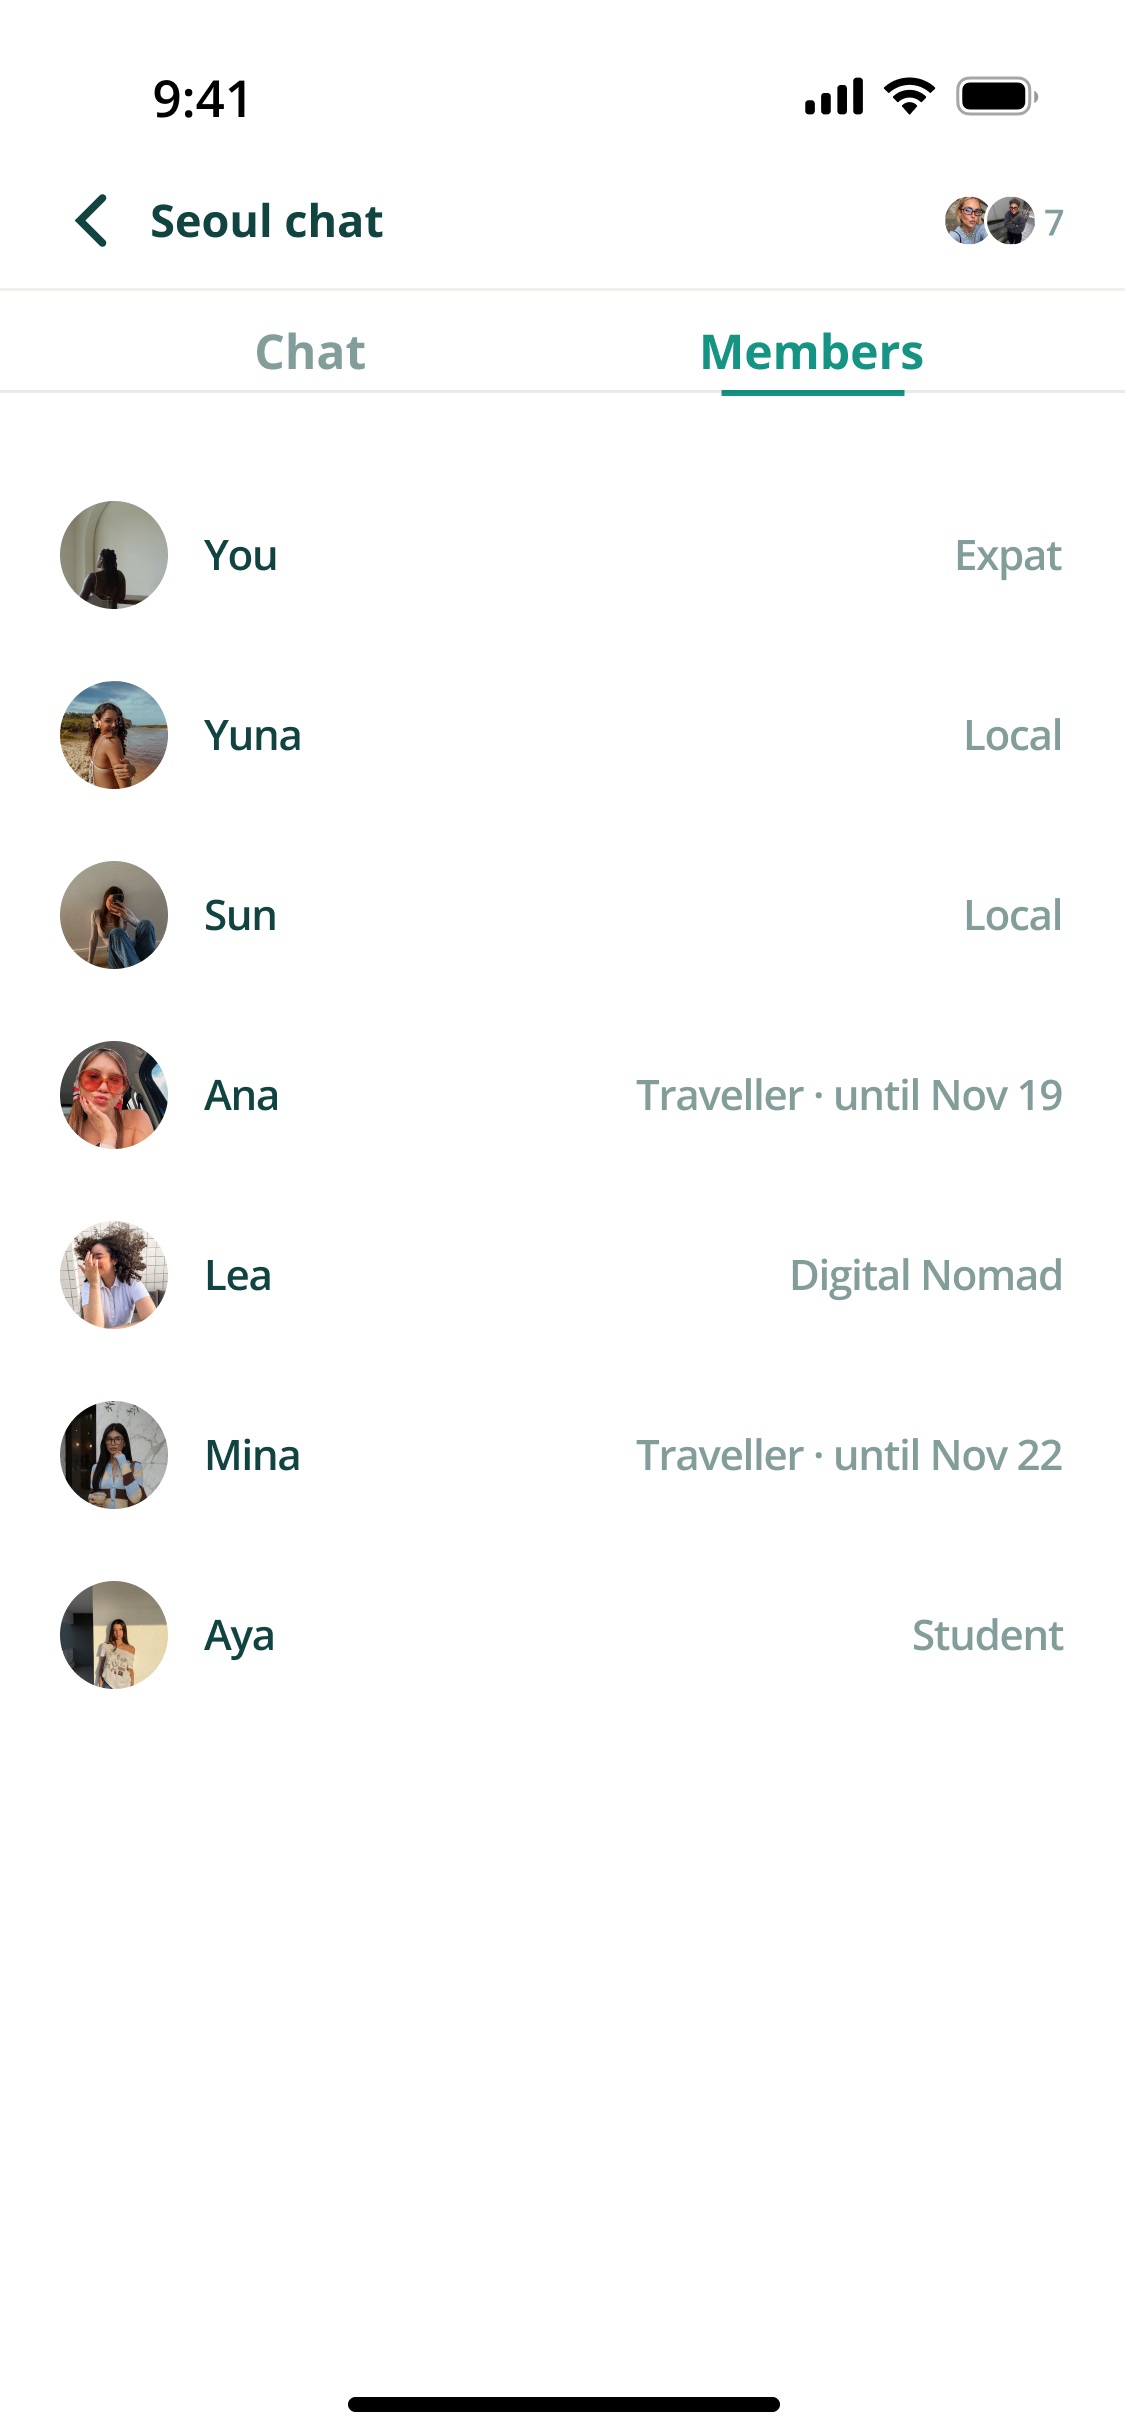 9:41
Seoul chat
7
Chat Members
You Expat
Yuna Local
Sun Local
Ana Traveller · until Nov 19
Lea Digital Nomad
Mina Traveller · until Nov 22
Aya Student